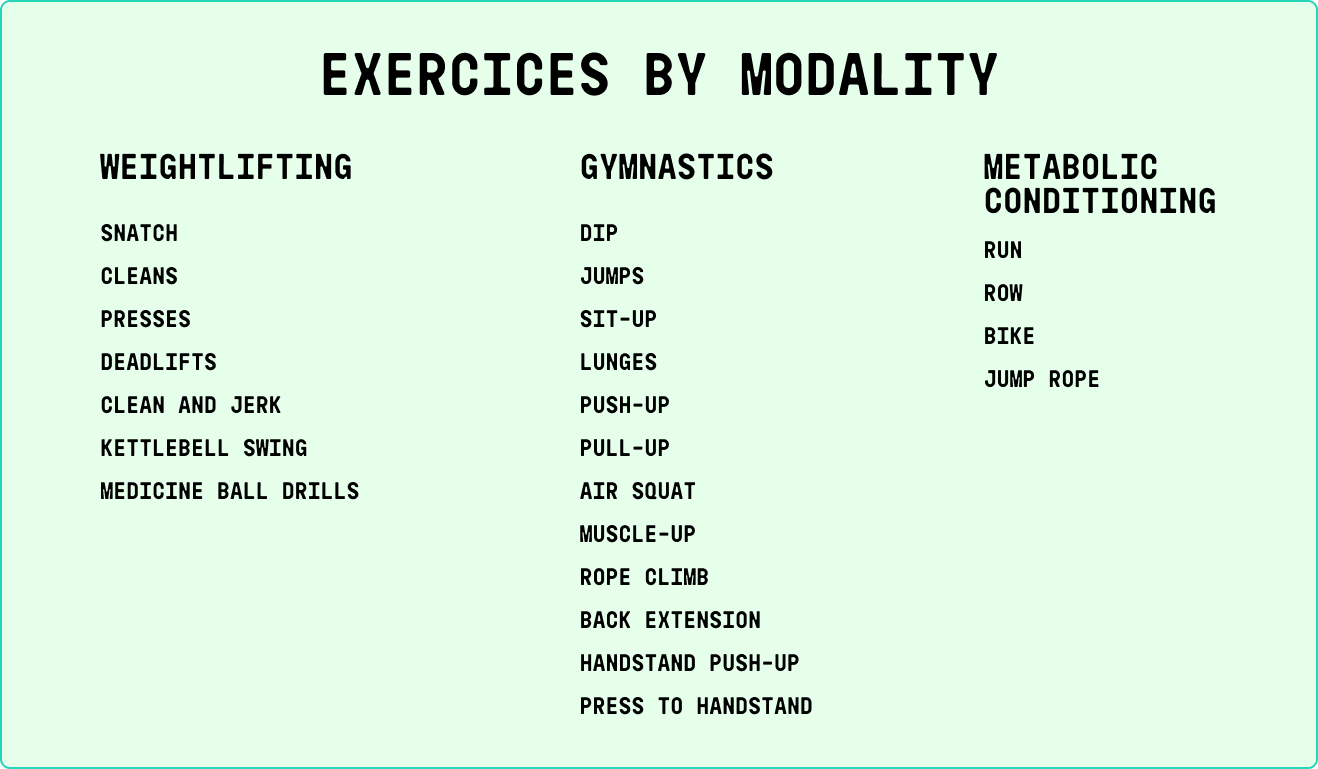 EXERCICES BY MODALITY
WEIGHTLIFTING
SNATCH
CLEANS
PRESSES
DEADLIFTS
CLEAN AND JERK
KETTLEBELL SWING
MEDICINE BALL DRILLS
GYMNASTICS
DIP
JUMPS
SIT-UP
LUNGES
PUSH-UP
PULL-UP
AIR SQUAT
MUSCLE-UP
ROPE CLIMB
BACK EXTENSION
HANDSTAND PUSH-UP
PRESS TO HANDSTAND
METABOLIC
CONDITIONING
RUN
ROW
BIKE
JUMP ROPE